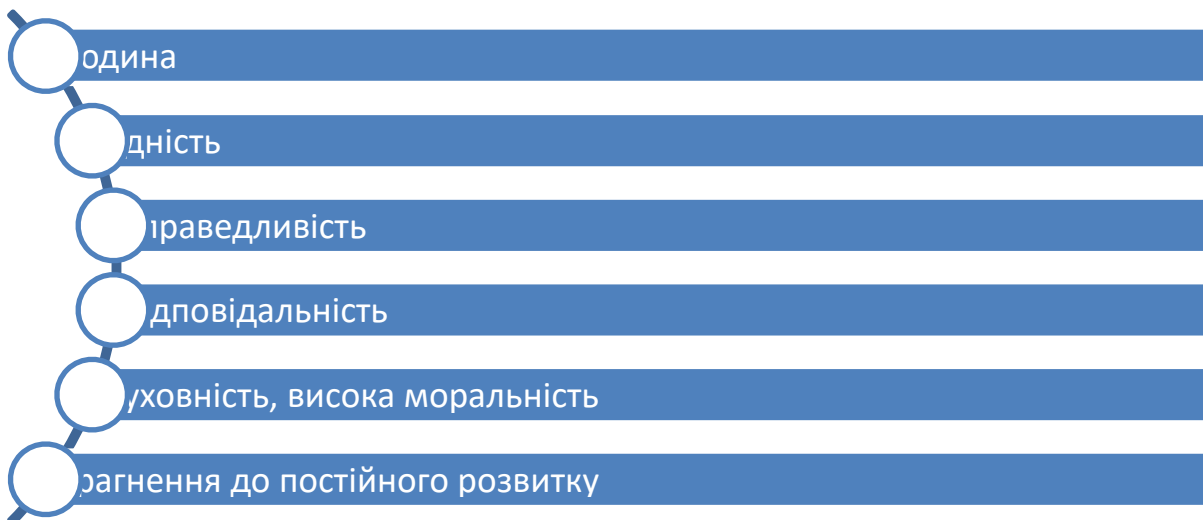 одина
дність
праведливість
дповідальність
уховність, висока моральність
рагнення до постійного розвитку